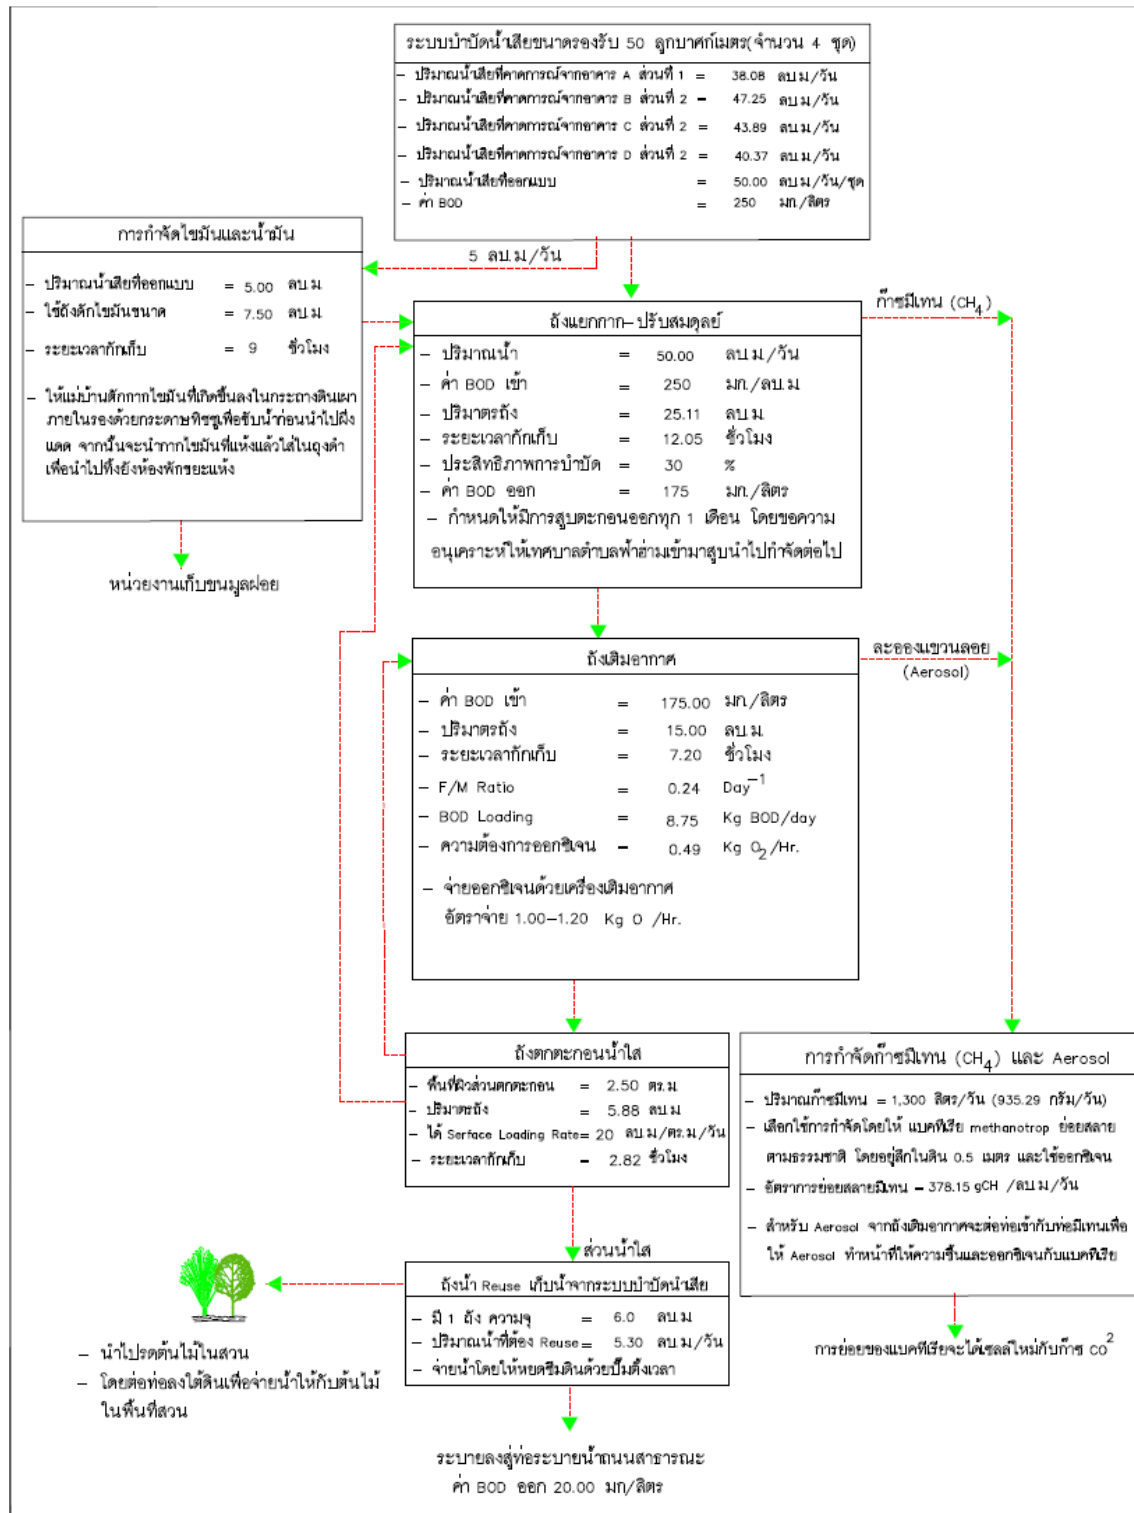 ระบบบำบัดน้ำเสียขนาดรองรับ 50 ลูกบาศก์เมตร(จำนวน 4 ชุด)
– ปริมาณน้ำเสียที่คาดการณ์จากอาคาร A ส่วนที่ 1 = 38.08 ลบ.ม/วัน
– ปริมาณน้ำเสียที่คาดการณ์จากอาคาร B ส่วนที่ 2 – 47.25 ลบ.ม/วัน
– ปริมาณน้ำเสียที่คาดการณ์จากอาคาร C ส่วนที่ 2 = 43.89 ลบ.ม/วัน
– ปริมาณน้ำเสียที่คาดการณ์จากอาคาร D ส่วนที่ 2 = 40.37 ลบ.ม/วัน
– ปริมาณน้ำเสียที่ออกแบบ = 50.00 ลบ.ม/วัน/ชุด
– ค่า BOD = 250 มก./ลิตร
5 ลบ.ม/วัน
การกำจัดไขมันและน้ำมัน
– ปริมาณน้ำเสียที่ออกแบบ = 5.00 ลบ.ม
– ใช้ถังดักไขมันขนาด = 7.50 ลบ.ม
– ระยะเวลากักเก็บ = 9 ชั่วโมง
– ให้แม่บ้านตักกากไขมันที่เกิดขึ้นลงในกระถางดินเผา
ภายในรองด้วยกระดาษทิชชูเพื่อซับน้ำก่อนนำไปผึ่ง
แดด จากนั้นจะนำกากไขมันที่แห้งแล้วใส่ในถุงดำ
เพื่อนำไปทิ้งยังห้องพักขยะแห้ง
หน่วยงานเก็บขนมูลฝอย
ถังแยกกาก–ปรับสมดุลย์
– ปริมาณน้ำ = 50.00 ลบ.ม/วัน
– ค่า BOD เข้า = 250 มก./ลบ.ม
– ปริมาตรถัง = 25.11 ลบ.ม
– ระยะเวลากักเก็บ = 12.05 ชั่วโมง
– ประสิทธิภาพการบำบัด = 30 %
– ค่า BOD ออก = 175 มก./ลิตร
– กำหนดให้มีการสูบตะกอนออกทุก 1 เดือน โดยขอความ
อนุเคราะห์ให้เทศบาลตำบลฟ้าฮ่ามเข้ามาสูบนำไปกำจัดต่อไป
ก๊าซมีเทน (CH4)
ถังเติมอากาศ
– ค่า BOD เข้า = 175.00 มก./ลิตร
– ปริมาตรถัง = 15.00 ลบ.ม.
– ระยะเวลากักเก็บ = 7.20 ชั่วโมง
– F/M Ratio = 0.24 Day-1
– BOD Loading = 8.75 Kg BOD/day
– ความต้องการออกซิเจน – 0.49 Kg O2/Hr.
– จ่ายออกซิเจนด้วยเครื่องเติมอากาศ
อัตราจ่าย 1.00–1.20 Kg O /Hr.
ละอองแขวนลอย
(Aerosol)
ถังตกตะกอนน้ำใส
– พื้นที่ผิวส่วนตกตะกอน = 2.50 ตร.ม
– ปริมาตรถัง = 5.88 ลบ.ม
– ได้ Serface Loading Rate= 20 ลบ.ม/ตร.ม/วัน
– ระยะเวลากักเก็บ – 2.82 ชั่วโมง
การกำจัดก๊าซมีเทน (CH4) และ Aerosol
– ปริมาณก๊าซมีเทน = 1,300 ลิตร/วัน (935.29 กรัม/วัน)
– เลือกใช้การกำจัดโดยให้ แบคทีเรีย methanotrop ย่อยสลาย
ตามธรรมชาติ โดยอยู่ลึกในดิน 0.5 เมตร และใช้ออกซิเจน
– อัตราการย่อยสลายมีเทน – 378.15 gCH /ลบ.ม/วัน
– สำหรับ Aerosol จากถังเติมอากาศจะต่อท่อเข้ากับท่อมีเทนเพื่อ
ให้ Aerosol ทำหน้าที่ให้ความชื้นและออกซิเจนกับแบคทีเรีย
การย่อยของแบคทีเรียจะได้เซลล์ใหม่กับก๊าซ CO2
ส่วนน้ำใส
ถังน้ำ Reuse เก็บน้ำจากระบบบำบัดน้ำเสีย
– มี 1 ถัง ความจุ = 6.0 ลบ.ม
– ปริมาณน้ำที่ต้อง Reuse= 5.30 ลบ.ม/วัน
– จ่ายน้ำโดยให้หยดซึมดินด้วยปั๊มตั้งเวลา
– นำไปรดต้นไม้ในสวน
– โดยต่อท่อลงใต้ดินเพื่อจ่ายน้ำให้กับต้นไม้
ในพื้นที่สวน
ระบายลงสู่ท่อระบายน้ำถนนสาธารณะ
ค่า BOD ออก 20.00 มก/ลิตร